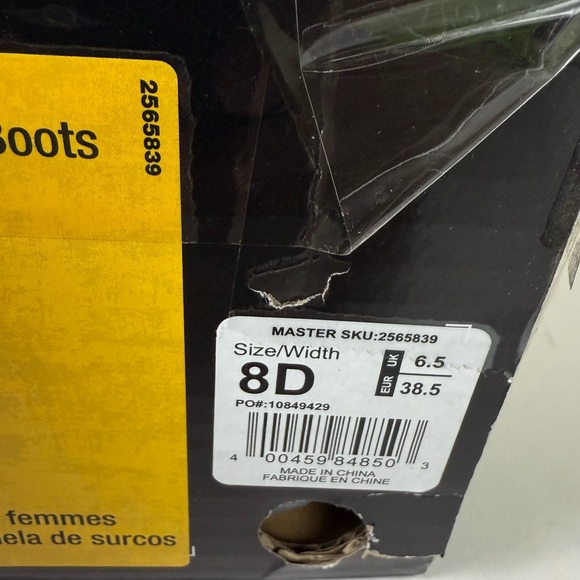 Boots
2565839
MASTER SKU:2565839
Size/Width
8D
UK 6.5
EUR 38.5
PO#:10849429
4 00459 84850 3
MADE IN CHINA
FABRIQUE EN CHINE
femmes
ela de surcos